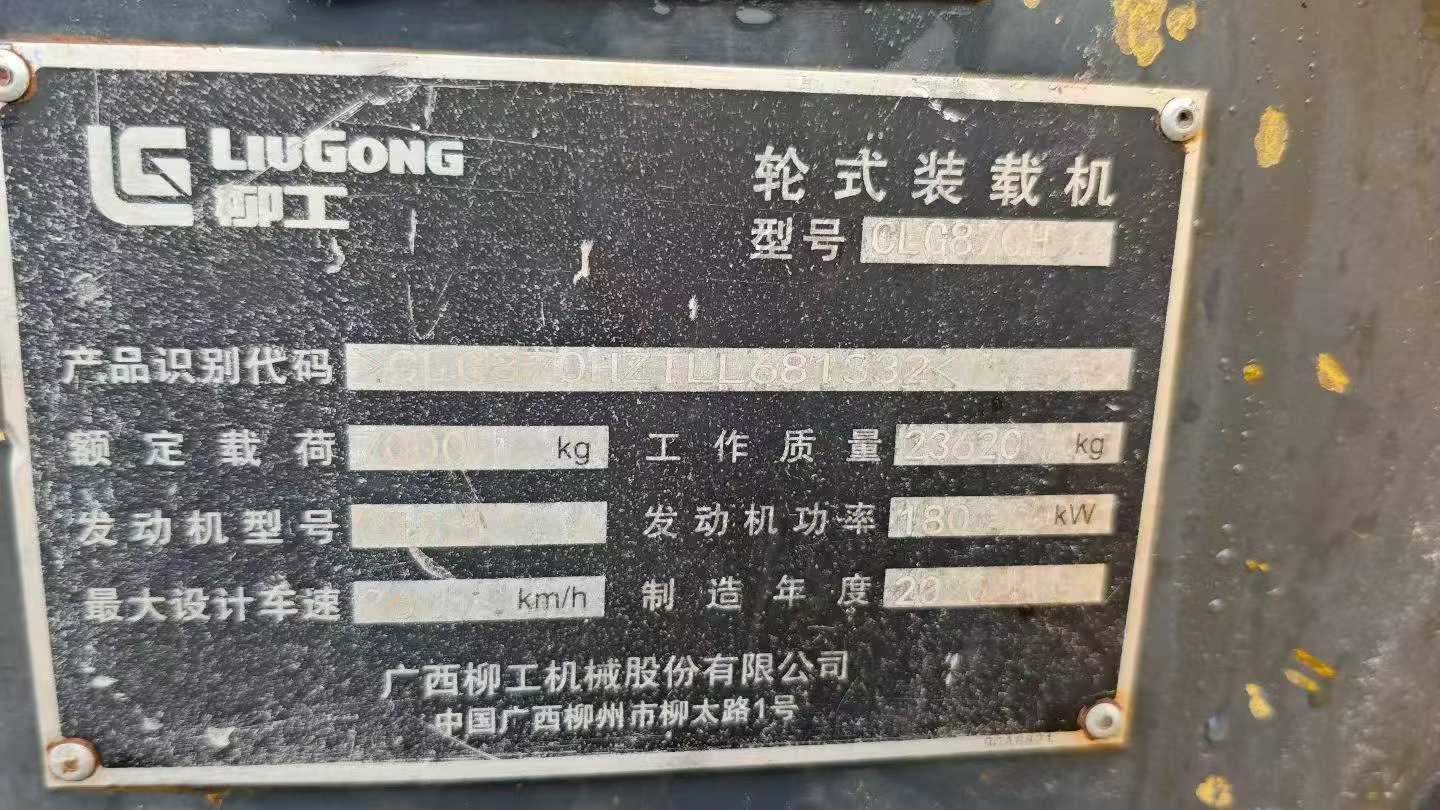 LIUGONG
柳工
轮式装载机
型号 CLG870H
产品识别代码
额定载荷 kg 工作质量 23620 kg
发动机型号 发动机功率 180 kW
最大设计车速 km/h 制造年度
广西柳工机械股份有限公司
中国广西柳州市柳太路1号